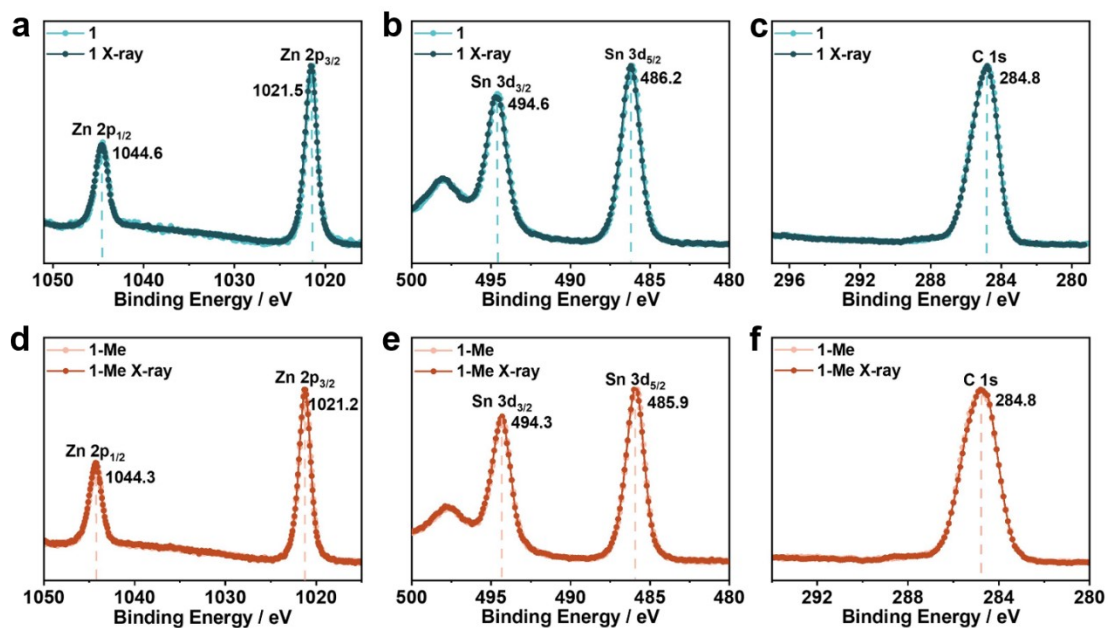 a
1
1 X-ray
Zn 2p3/2
1021.5
Zn 2p1/2
1044.6
1050 1040 1030 1020
Binding Energy / eV
b
1
1 X-ray
Sn 3d5/2
486.2
Sn 3d3/2
494.6
500 495 490 485 480
Binding Energy / eV
c
1
1 X-ray
C 1s
284.8
296 292 288 284 280
Binding Energy / eV
d
1-Me
1-Me X-ray
Zn 2p3/2
1021.2
Zn 2p1/2
1044.3
1050 1040 1030 1020
Binding Energy / eV
e
1-Me
1-Me X-ray
Sn 3d5/2
485.9
Sn 3d3/2
494.3
500 495 490 485 480
Binding Energy / eV
f
1-Me
1-Me X-ray
C 1s
284.8
292 288 284 280
Binding Energy / eV